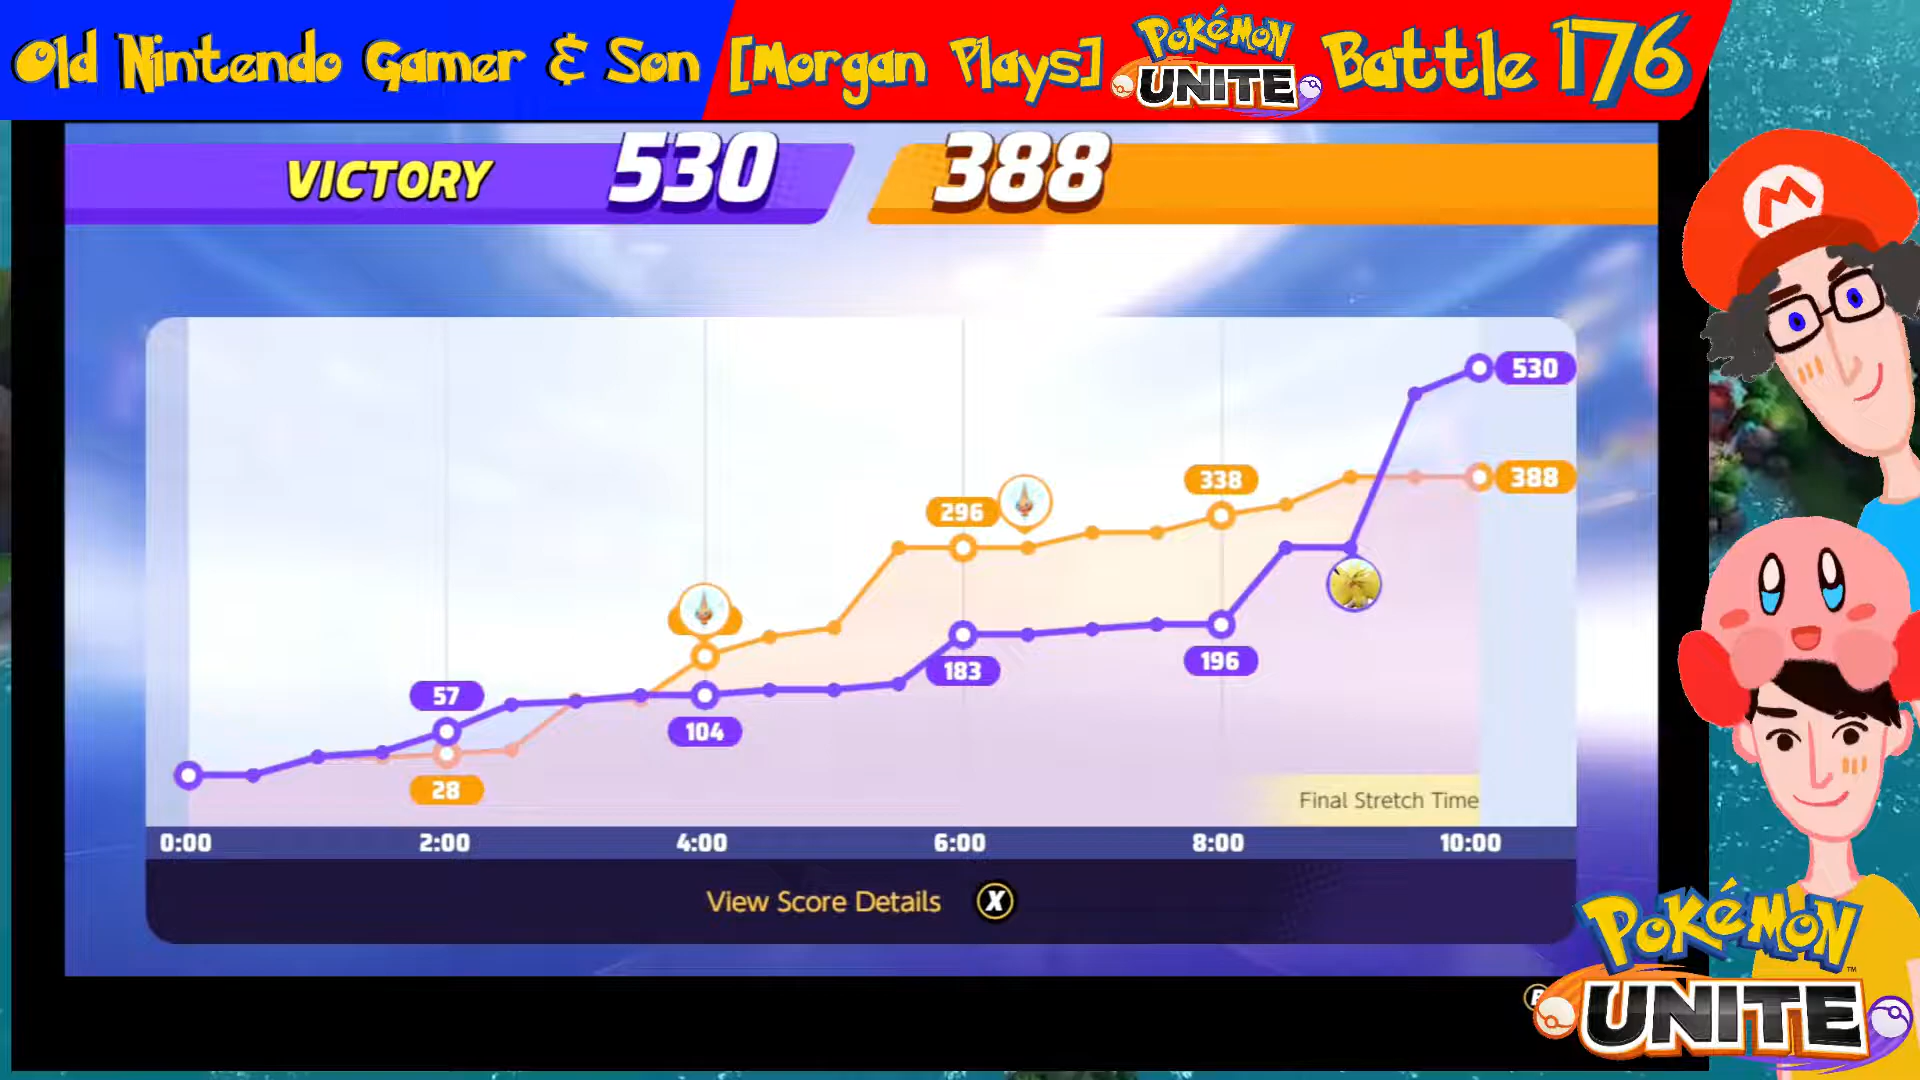 Old Nintendo Gamer & Son [Morgan Plays] POKéMON UNITE Battle 176
VICTORY 530 388
530
388
338
296
57
183
196
104
28
Final Stretch Time
0:00 2:00 4:00 6:00 8:00 10:00
View Score Details X
M
POKéMON™
UNITE